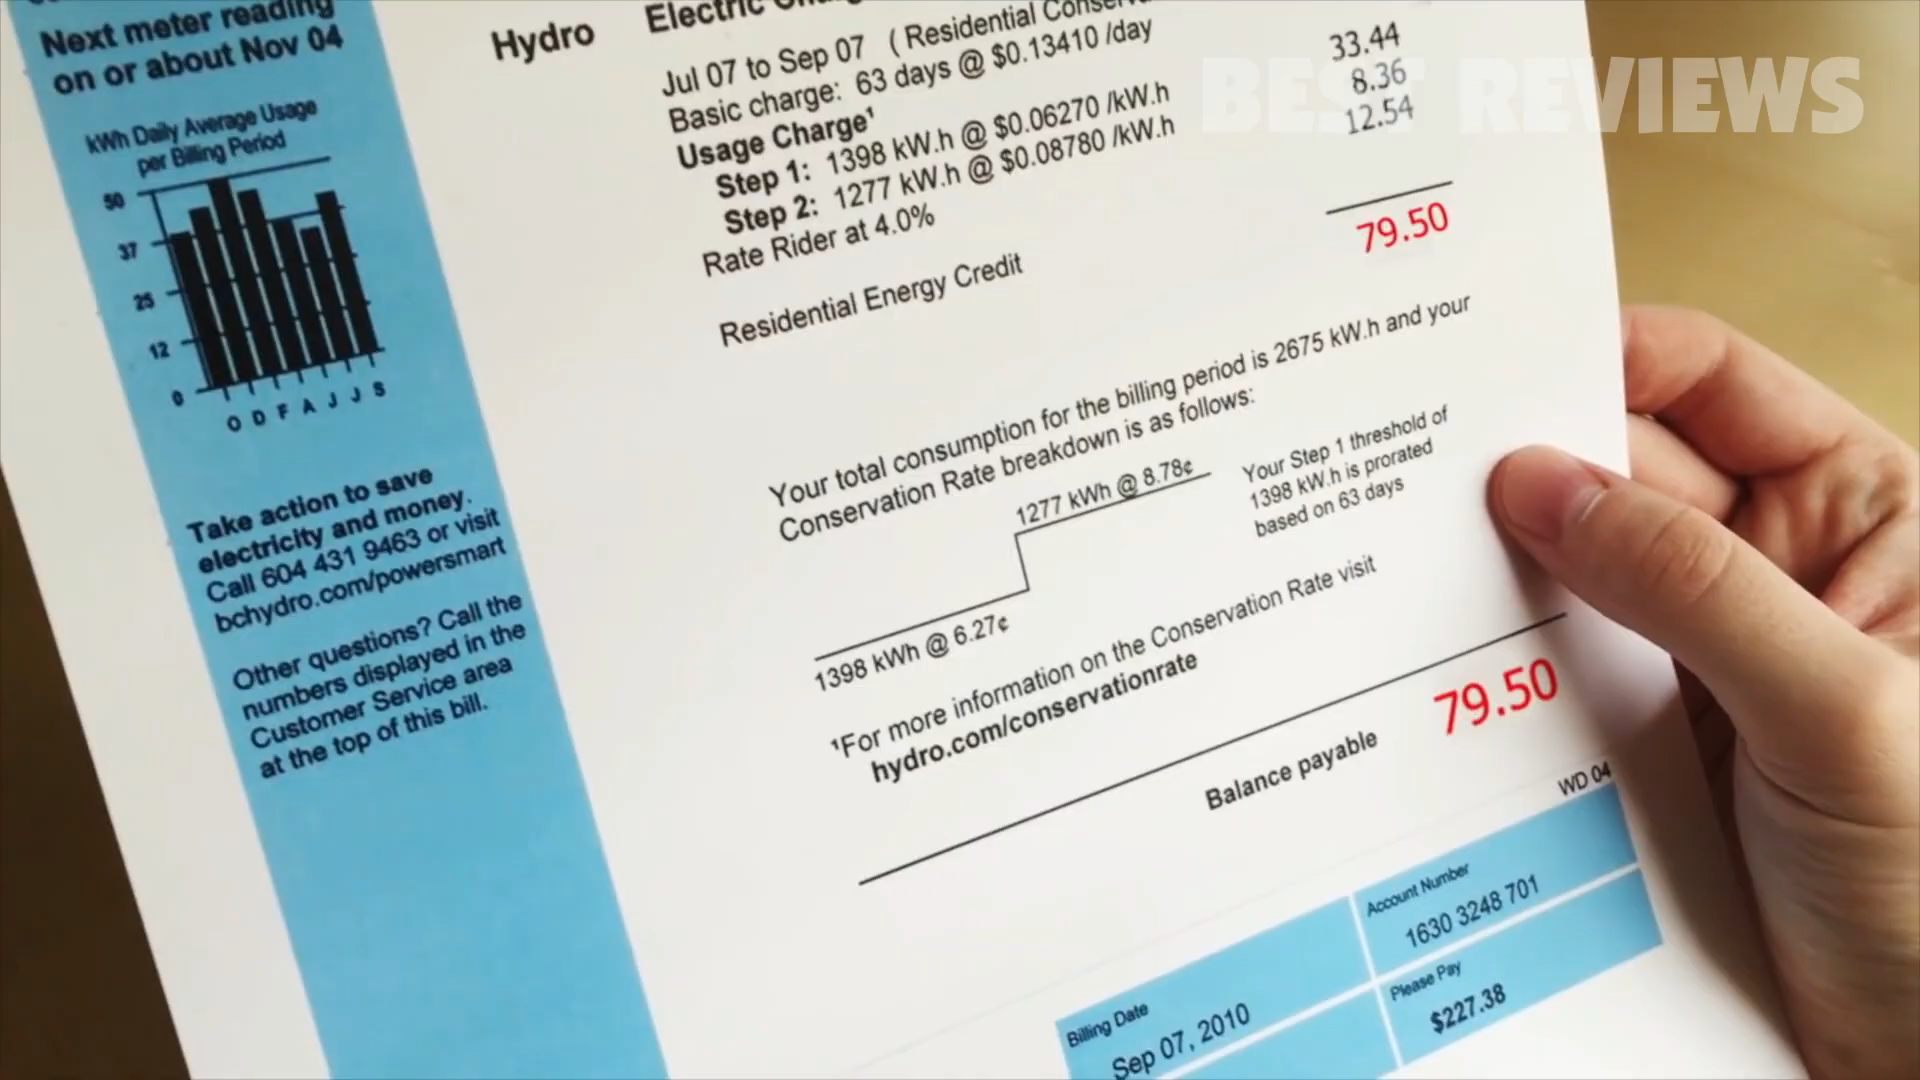 Next meter reading
on or about Nov 04
kWh Daily Average Usage
per Billing Period
50
37
25
12
0
O D F A J J S
Take action to save
electricity and money.
Call 604 431 9463 or visit
bchydro.com/powersmart
Other questions? Call the
numbers displayed in the
Customer Service area
at the top of this bill.
Hydro
Electric
Jul 07 to Sep 07 (Residential
Basic charge: 63 days @ $0.13410 /day
Usage Charge¹
Step 1: 1398 kW.h @ $0.06270 /kW.h
Step 2: 1277 kW.h @ $0.08780 /kW.h
Rate Rider at 4.0%
Residential Energy Credit
33.44
8.36
12.54
79.50
BEST REVIEWS
Your total consumption for the billing period is 2675 kW.h and your
Conservation Rate breakdown is as follows:
1277 kWh @ 8.78¢
1398 kWh @ 6.27¢
Your Step 1 threshold of
1398 kW.h is prorated
based on 63 days
¹For more information on the Conservation Rate visit
hydro.com/conservationrate
Balance payable
79.50
WD 04
Billing Date
Sep 07, 2010
Account Number
1630 3248 701
Please Pay
$227.38